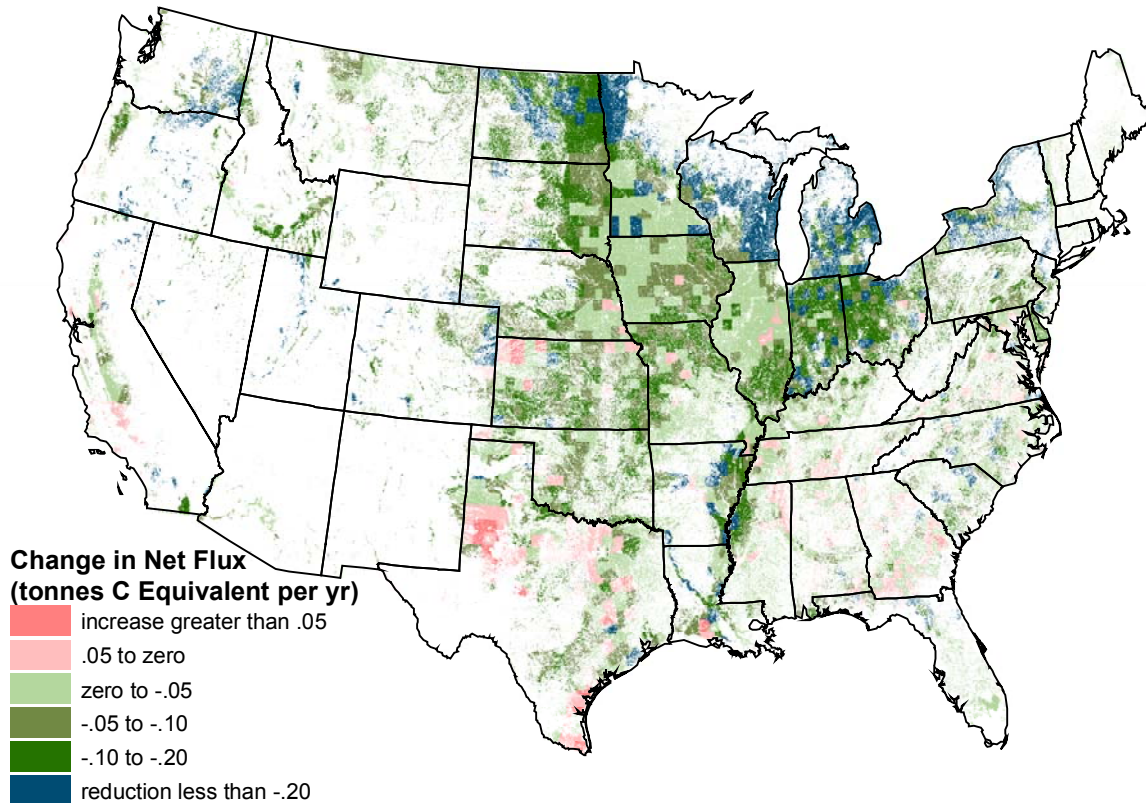 Change in Net Flux
(tonnes C Equivalent per yr)
increase greater than .05
.05 to zero
zero to -.05
-.05 to -.10
-.10 to -.20
reduction less than -.20